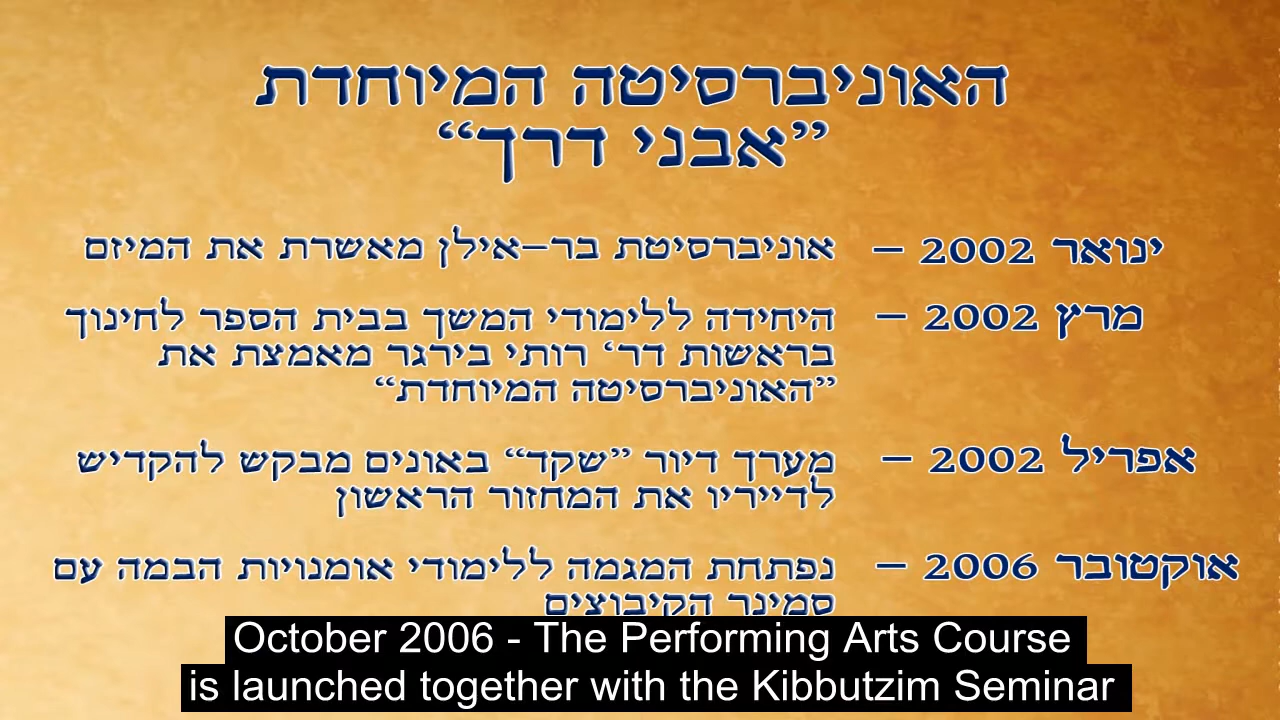 האוניברסיטה המיוחדת
"אבני דרך"
ינואר 2002 – אוניברסיטת בר-אילן מאשרת את המיזם
מרץ 2002 – היחידה ללימודי המשך בבית הספר לחינוך
בראשות דר' רותי בירגר מאמצת את
"האוניברסיטה המיוחדת"
אפריל 2002 – מערך דיור "שקד" באונים מבקש להקדיש
לדייריו את המחזור הראשון
אוקטובר 2006 – נפתחת המגמה ללימודי אומנויות הבמה עם
סמינר הקיבוצים
October 2006 - The Performing Arts Course
is launched together with the Kibbutzim Seminar